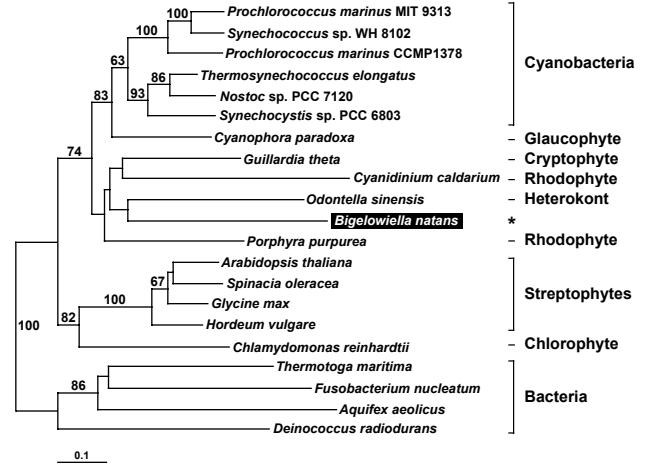 100
Prochlorococcus marinus MIT 9313
100
Synechococcus sp. WH 8102
Prochlorococcus marinus CCMP1378
63
86
Thermosynechococcus elongatus
Cyanobacteria
83
93
Nostoc sp. PCC 7120
Synechocystis sp. PCC 6803
Cyanophora paradoxa
– Glaucophyte
74
Guillardia theta
– Cryptophyte
Cyanidinium caldarium
– Rhodophyte
Odontella sinensis
– Heterokont
Bigelowiella natans
*
Porphyra purpurea
– Rhodophyte
Arabidopsis thaliana
67
Spinacia oleracea
Streptophytes
100
Glycine max
82
Hordeum vulgare
100
Chlamydomonas reinhardtii
– Chlorophyte
Thermotoga maritima
86
Fusobacterium nucleatum
Bacteria
Aquifex aeolicus
Deinococcus radiodurans
0.1